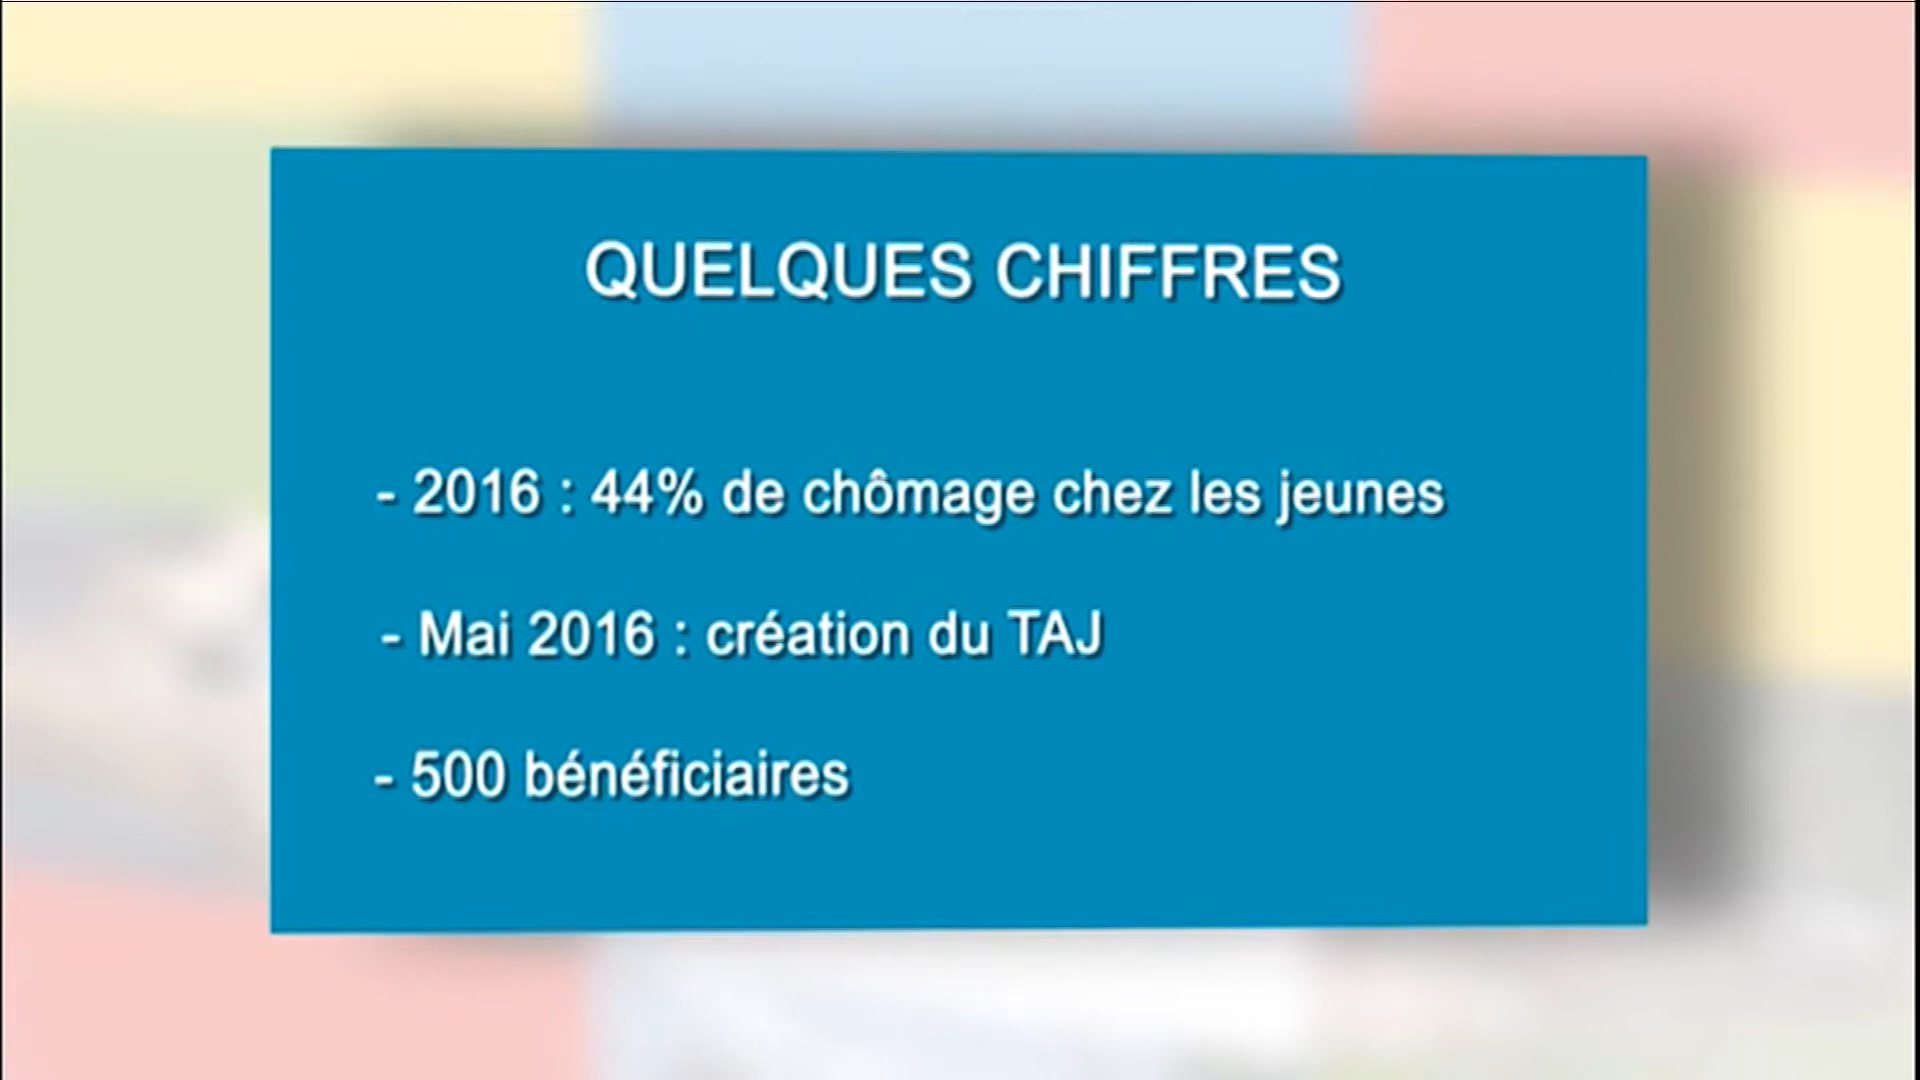 QUELQUES CHIFFRES
- 2016 : 44% de chômage chez les jeunes
- Mai 2016 : création du TAJ
- 500 bénéficiaires